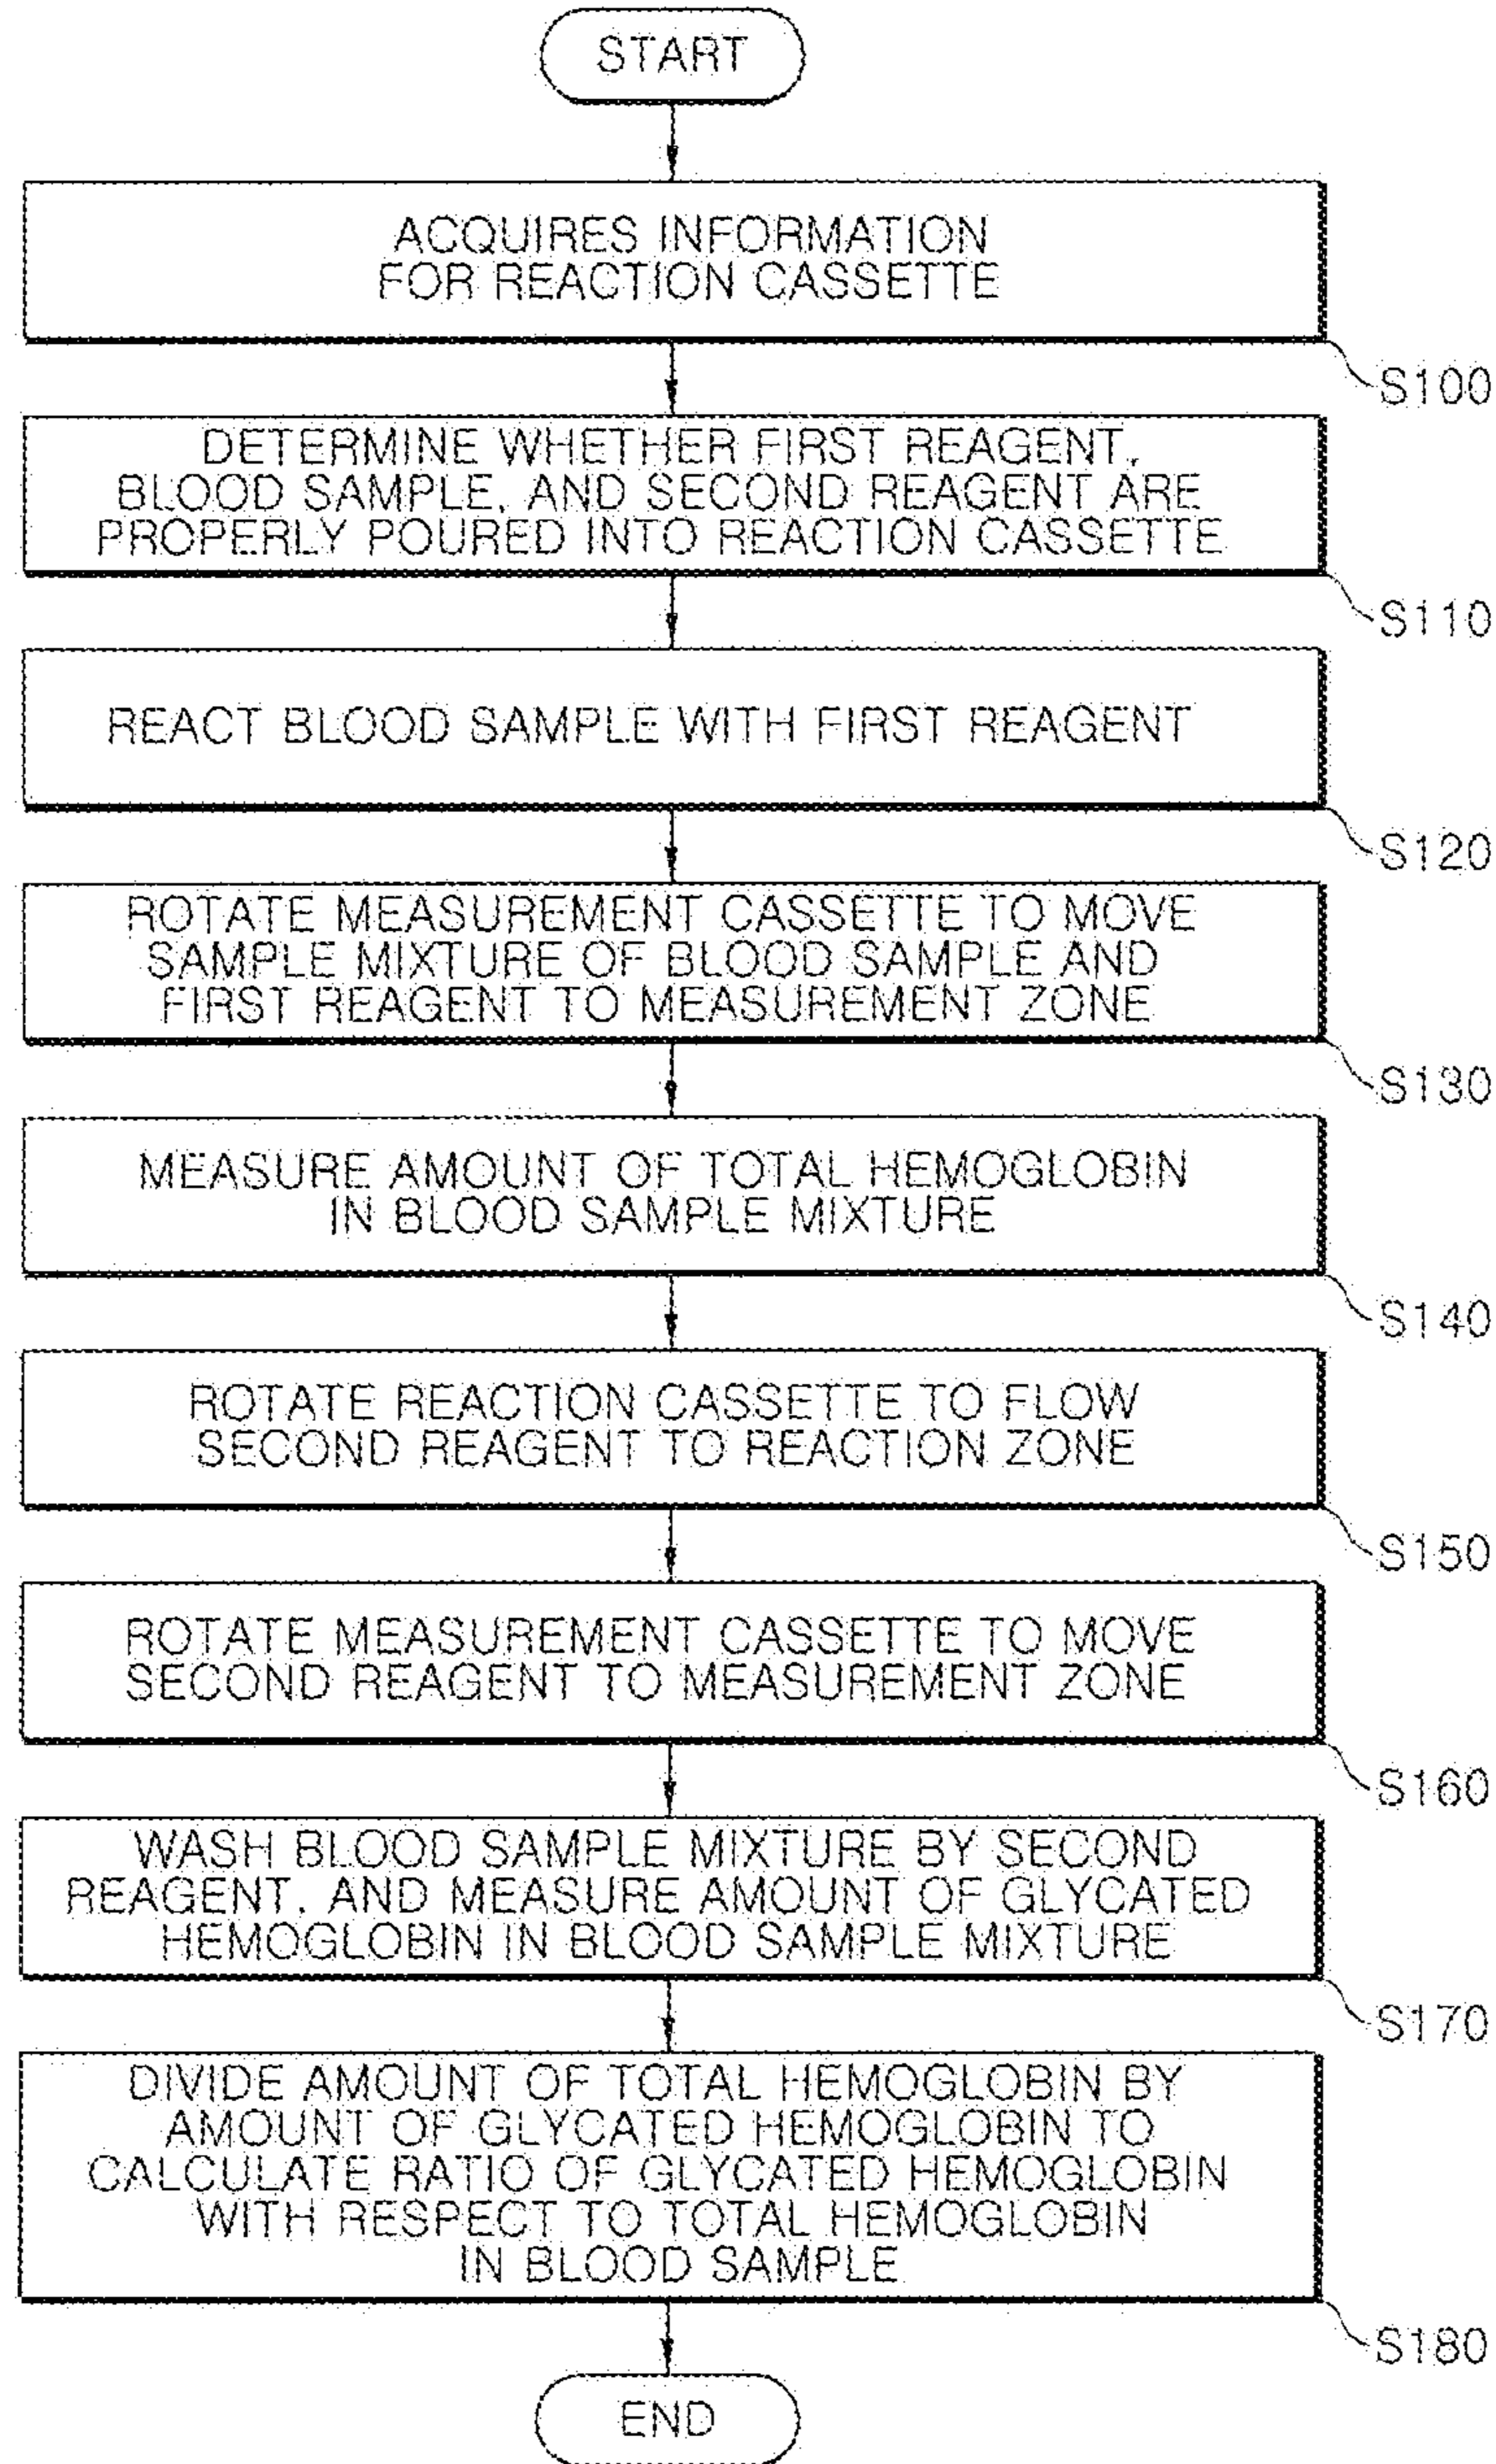 START
ACQUIRES INFORMATION
FOR REACTION CASSETTE
S100
DETERMINE WHETHER FIRST REAGENT,
BLOOD SAMPLE, AND SECOND REAGENT ARE
PROPERLY POURED INTO REACTION CASSETTE
S110
REACT BLOOD SAMPLE WITH FIRST REAGENT
S120
ROTATE MEASUREMENT CASSETTE TO MOVE
SAMPLE MIXTURE OF BLOOD SAMPLE AND
FIRST REAGENT TO MEASUREMENT ZONE
S130
MEASURE AMOUNT OF TOTAL HEMOGLOBIN
IN BLOOD SAMPLE MIXTURE
S140
ROTATE REACTION CASSETTE TO FLOW
SECOND REAGENT TO REACTION ZONE
S150
ROTATE MEASUREMENT CASSETTE TO MOVE
SECOND REAGENT TO MEASUREMENT ZONE
S160
WASH BLOOD SAMPLE MIXTURE BY SECOND
REAGENT, AND MEASURE AMOUNT OF GLYCATED
HEMOGLOBIN IN BLOOD SAMPLE MIXTURE
S170
DIVIDE AMOUNT OF TOTAL HEMOGLOBIN BY
AMOUNT OF GLYCATED HEMOGLOBIN TO
CALCULATE RATIO OF GLYCATED HEMOGLOBIN
WITH RESPECT TO TOTAL HEMOGLOBIN
IN BLOOD SAMPLE
S180
END